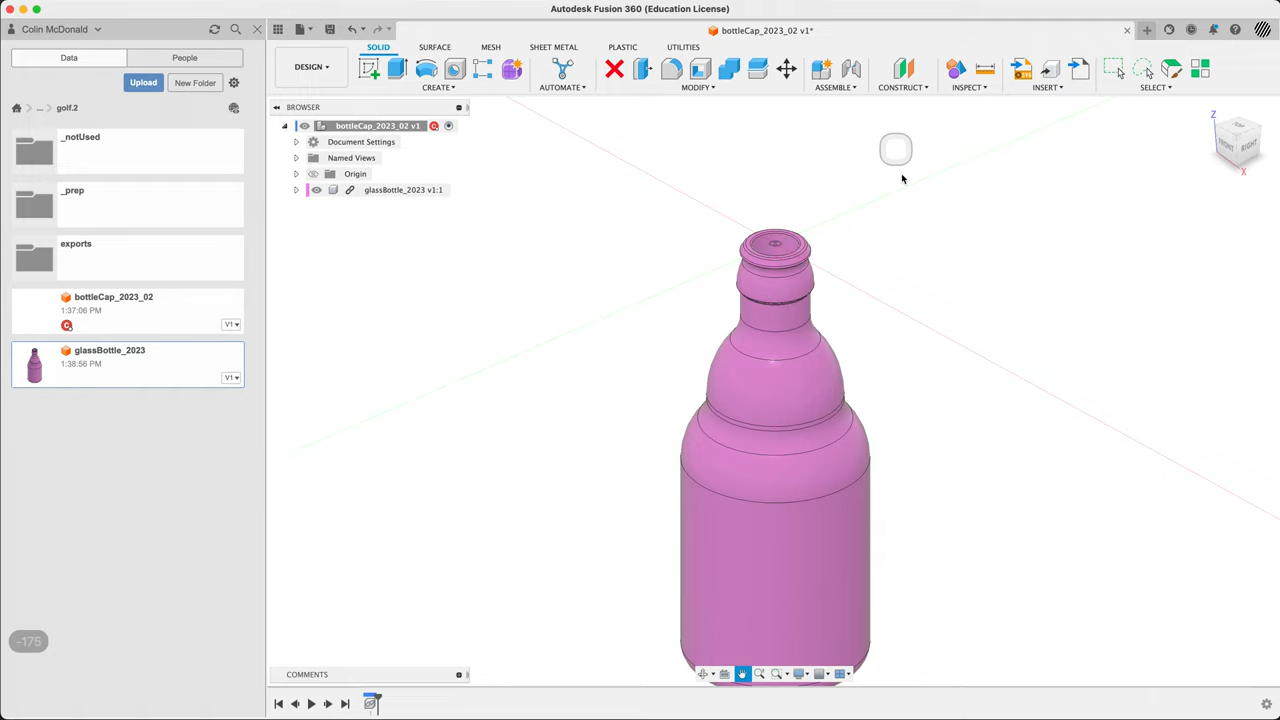 Autodesk Fusion 360 (Education License)
Colin McDonald
bottleCap_2023_02 v1*
Data
People
Upload
New Folder
... golf.2
_notUsed
_prep
exports
bottleCap_2023_02
1:37:06 PM
V1
glassBottle_2023
1:38:56 PM
V1
-175
SOLID
SURFACE
MESH
SHEET METAL
PLASTIC
UTILITIES
DESIGN
CREATE
AUTOMATE
MODIFY
ASSEMBLE
CONSTRUCT
INSPECT
INSERT
SELECT
BROWSER
bottleCap_2023_02 v1
Document Settings
Named Views
Origin
glassBottle_2023 v1:1
Z
TOP
FRONT
RIGHT
X
COMMENTS